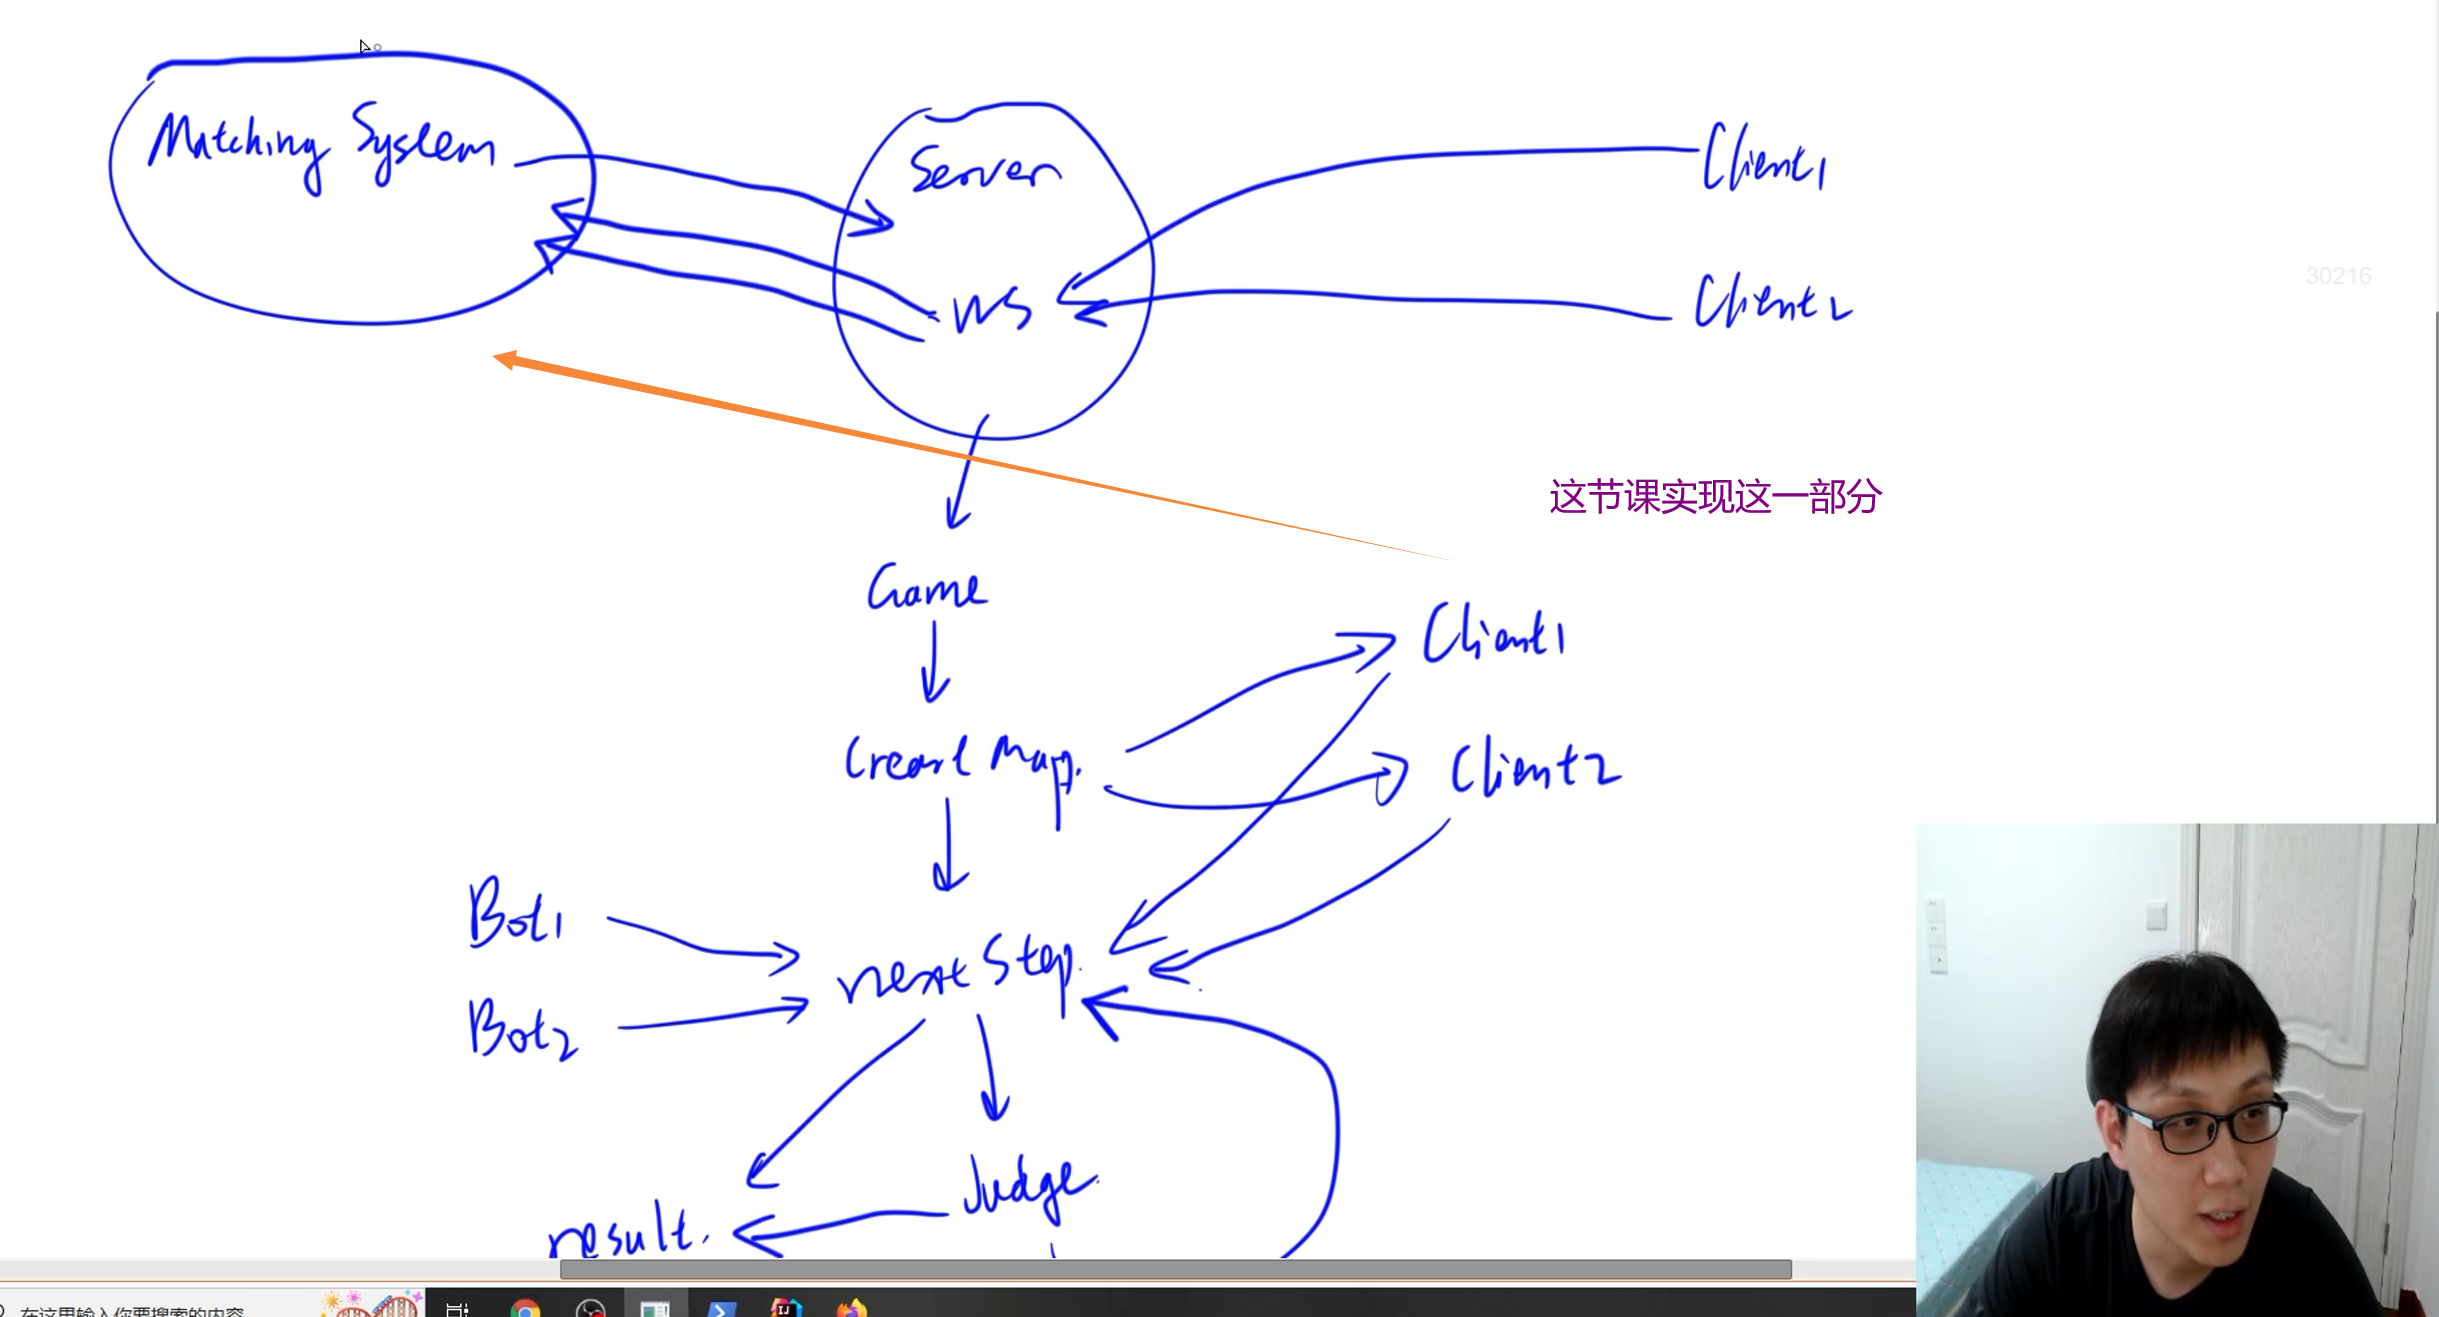 Matching System
Server
Client1
WS
Client2
30216
这节课实现这一部分
Game
Client1
Creat Map.
Client2
Bot1
next Step.
Bot2
Judge.
result.
在这里输入你要搜索的内容
IJ